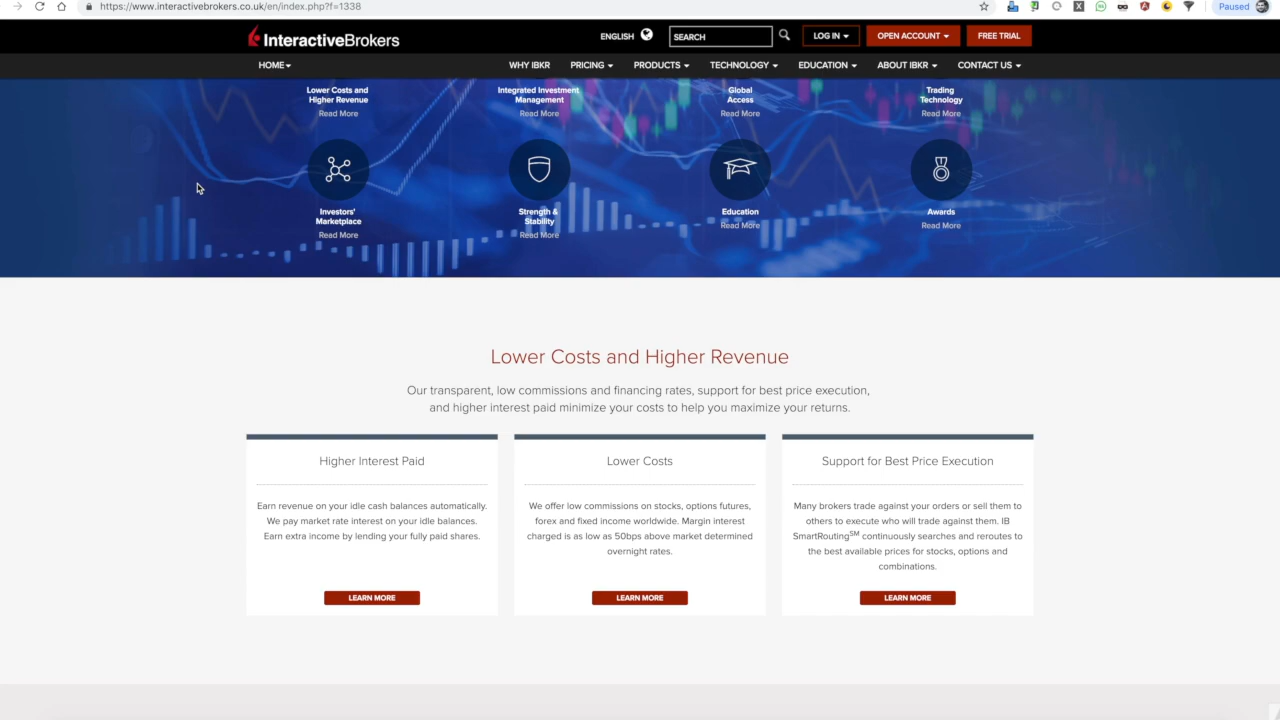 https://www.interactivebrokers.co.uk/en/index.php?f=1338
Paused
InteractiveBrokers
ENGLISH
SEARCH
LOG IN
OPEN ACCOUNT
FREE TRIAL
HOME
WHY IBKR
PRICING
PRODUCTS
TECHNOLOGY
EDUCATION
ABOUT IBKR
CONTACT US
Lower Costs and
Higher Revenue
Read More
Integrated Investment
Management
Read More
Global
Access
Read More
Trading
Technology
Read More
Investors'
Marketplace
Read More
Strength &
Stability
Read More
Education
Read More
Awards
Read More
Lower Costs and Higher Revenue
Our transparent, low commissions and financing rates, support for best price execution,
and higher interest paid minimize your costs to help you maximize your returns.
Higher Interest Paid
Earn revenue on your idle cash balances automatically.
We pay market rate interest on your idle balances.
Earn extra income by lending your fully paid shares.
LEARN MORE
Lower Costs
We offer low commissions on stocks, options futures,
forex and fixed income worldwide. Margin interest
charged is as low as 50bps above market determined
overnight rates.
LEARN MORE
Support for Best Price Execution
Many brokers trade against your orders or sell them to
others to execute who will trade against them. IB
SmartRoutingSM continuously searches and reroutes to
the best available prices for stocks, options and
combinations.
LEARN MORE